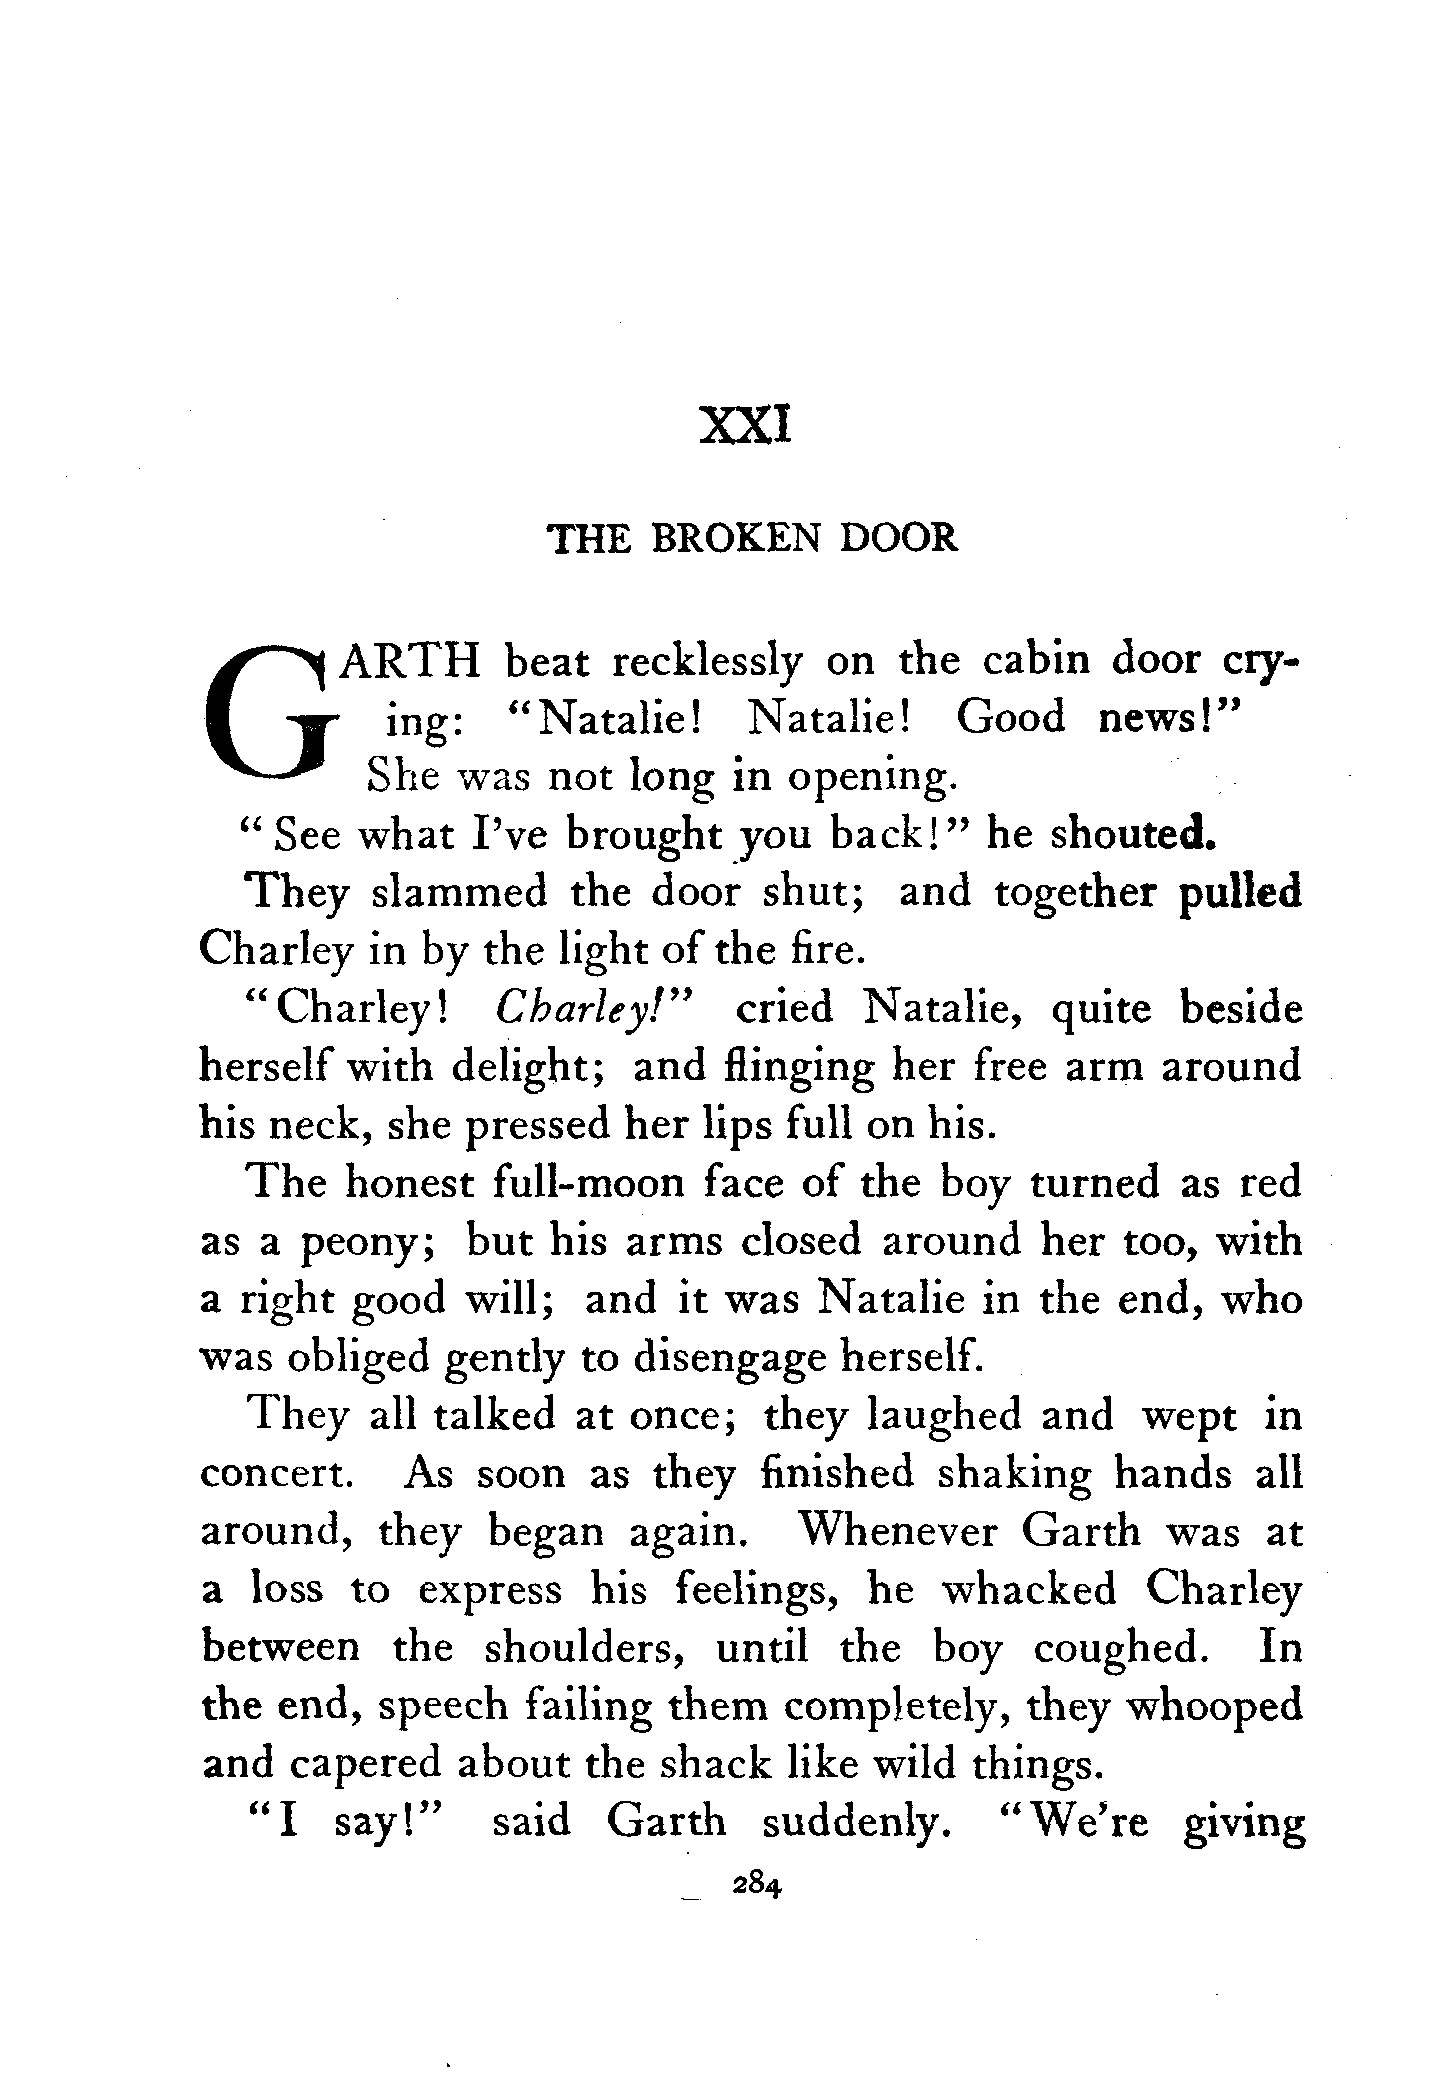 XXI
THE BROKEN DOOR
GARTH beat recklessly on the cabin door cry-
ing: "Natalie! Natalie! Good news!"
She was not long in opening.
"See what I've brought you back!" he shouted.
They slammed the door shut; and together pulled
Charley in by the light of the fire.
"Charley! Charley!" cried Natalie, quite beside
herself with delight; and flinging her free arm around
his neck, she pressed her lips full on his.
The honest full-moon face of the boy turned as red
as a peony; but his arms closed around her too, with
a right good will; and it was Natalie in the end, who
was obliged gently to disengage herself.
They all talked at once; they laughed and wept in
concert. As soon as they finished shaking hands all
around, they began again. Whenever Garth was at
a loss to express his feelings, he whacked Charley
between the shoulders, until the boy coughed. In
the end, speech failing them completely, they whooped
and capered about the shack like wild things.
"I say!" said Garth suddenly. "We're giving
284